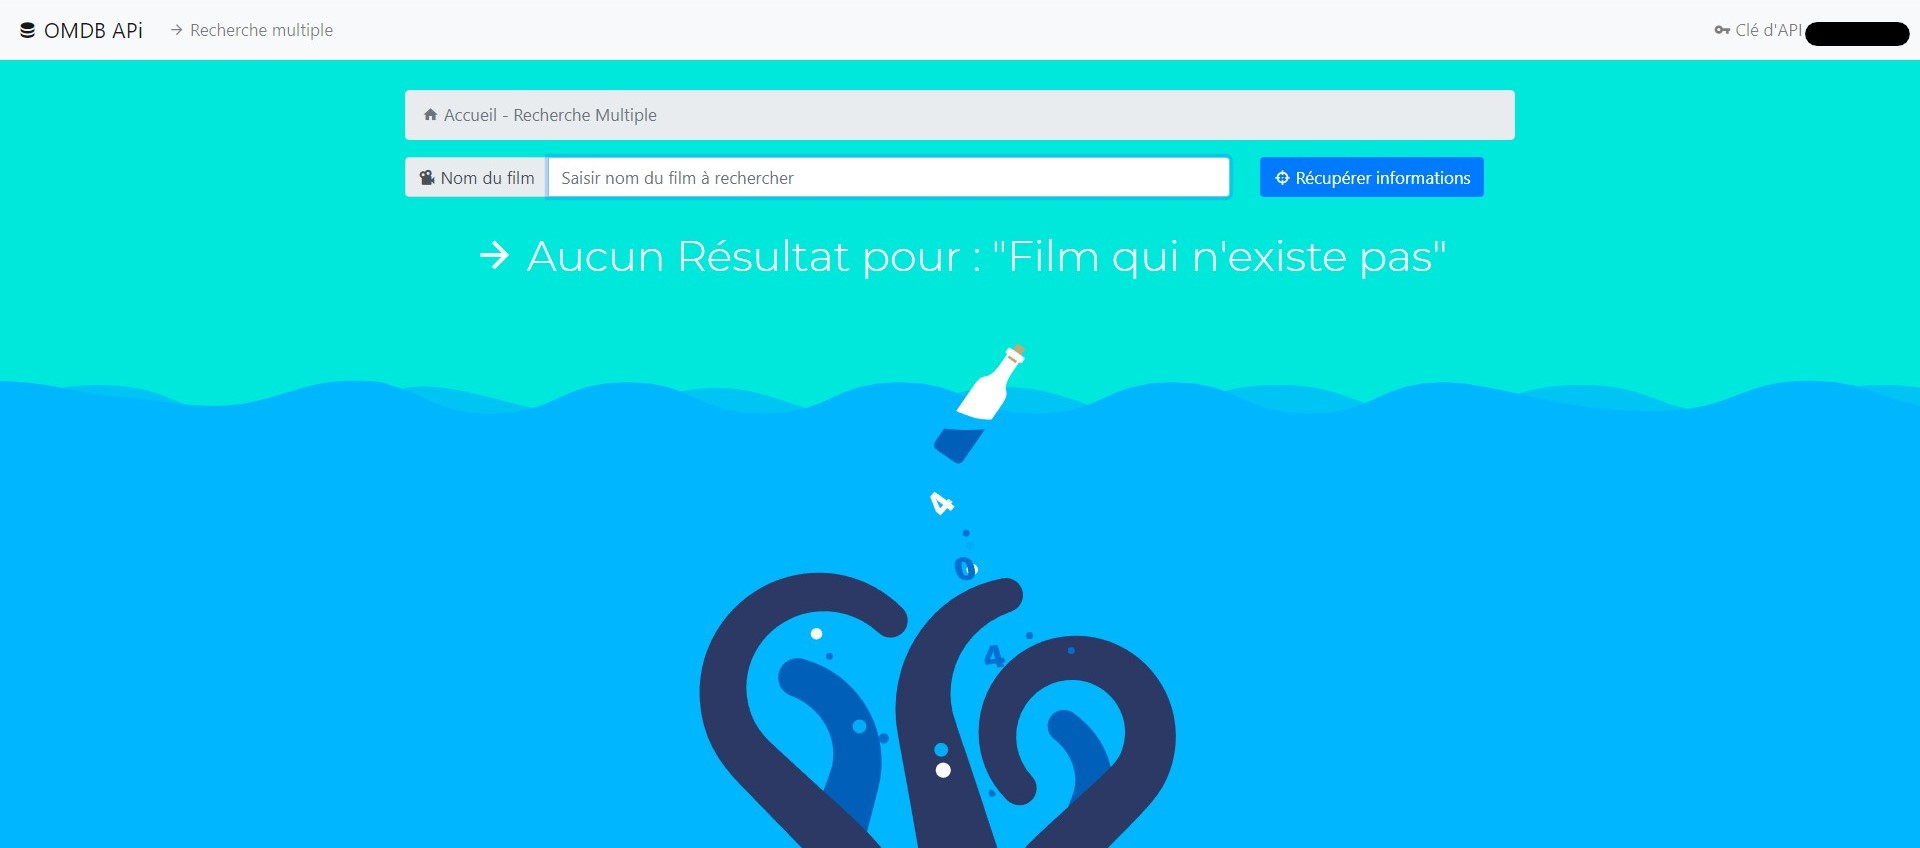 OMDB APi
Recherche multiple
Clé d'API
Accueil - Recherche Multiple
Nom du film
Saisir nom du film à rechercher
Récupérer informations
Aucun Résultat pour : "Film qui n'existe pas"
4
0
4